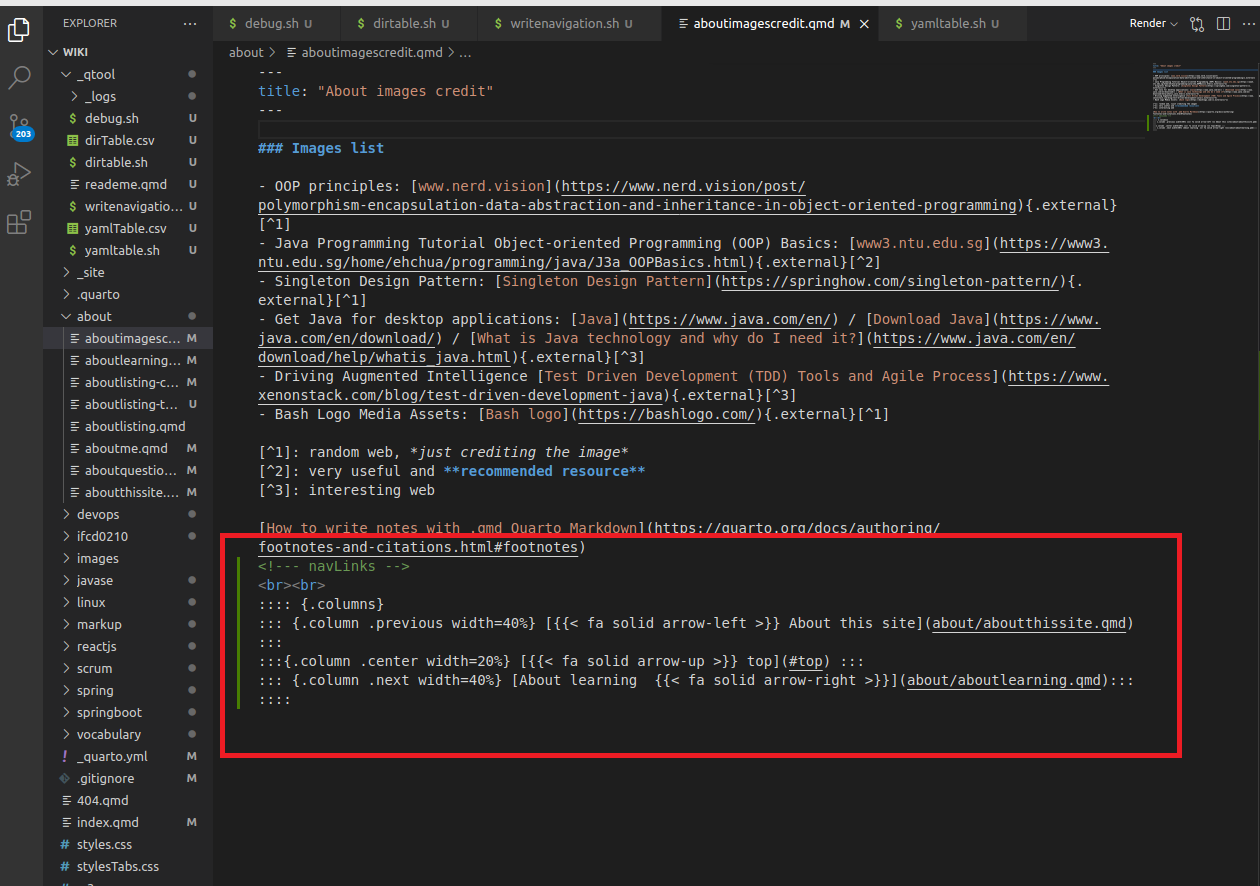 EXPLORER
···
$ debug.sh U
$ dirtable.sh U
$ writenavigation.sh U
aboutimagescredit.qmd M
$ yamltable.sh U
Render
···
WIKI
about > aboutimagescredit.qmd > ...
_qtool
_logs
$ debug.sh U
dirTable.csv U
$ dirtable.sh U
reademe.qmd U
$ writenavigatio... U
yamlTable.csv U
$ yamltable.sh U
_site
.quarto
about
aboutimagesc... M
aboutlearning... M
aboutlisting-c... M
aboutlisting-t... U
aboutlisting.qmd
aboutme.qmd M
aboutquestio... M
aboutthissite.... M
devops
ifcd0210
images
javase
linux
markup
reactjs
scrum
spring
springboot
vocabulary
! _quarto.yml M
.gitignore M
404.qmd
index.qmd M
# styles.css
# stylesTabs.css
203
---
title: "About images credit"
---
### Images list
- OOP principles: [www.nerd.vision](https://www.nerd.vision/post/
polymorphism-encapsulation-data-abstraction-and-inheritance-in-object-oriented-programming){.external}
[^1]
- Java Programming Tutorial Object-oriented Programming (OOP) Basics: [www3.ntu.edu.sg](https://www3.
ntu.edu.sg/home/ehchua/programming/java/J3a_OOPBasics.html){.external}[^2]
- Singleton Design Pattern: [Singleton Design Pattern](https://springhow.com/singleton-pattern/){.
external}[^1]
- Get Java for desktop applications: [Java](https://www.java.com/en/) / [Download Java](https://www.
java.com/en/download/) / [What is Java technology and why do I need it?](https://www.java.com/en/
download/help/whatis_java.html){.external}[^3]
- Driving Augmented Intelligence [Test Driven Development (TDD) Tools and Agile Process](https://www.
xenonstack.com/blog/test-driven-development-java){.external}[^3]
- Bash Logo Media Assets: [Bash logo](https://bashlogo.com/){.external}[^1]
[^1]: random web, *just crediting the image*
[^2]: very useful and **recommended resource**
[^3]: interesting web
[How to write notes with .qmd Quarto Markdown](https://quarto.org/docs/authoring/
footnotes-and-citations.html#footnotes)
<!--- navLinks -->
<br><br>
:::: {.columns}
::: {.column .previous width=40%} [{{< fa solid arrow-left >}} About this site](about/aboutthissite.qmd)
:::
:::{.column .center width=20%} [{{< fa solid arrow-up >}} top](#top) :::
::: {.column .next width=40%} [About learning  {{< fa solid arrow-right >}}](about/aboutlearning.qmd):::
::::